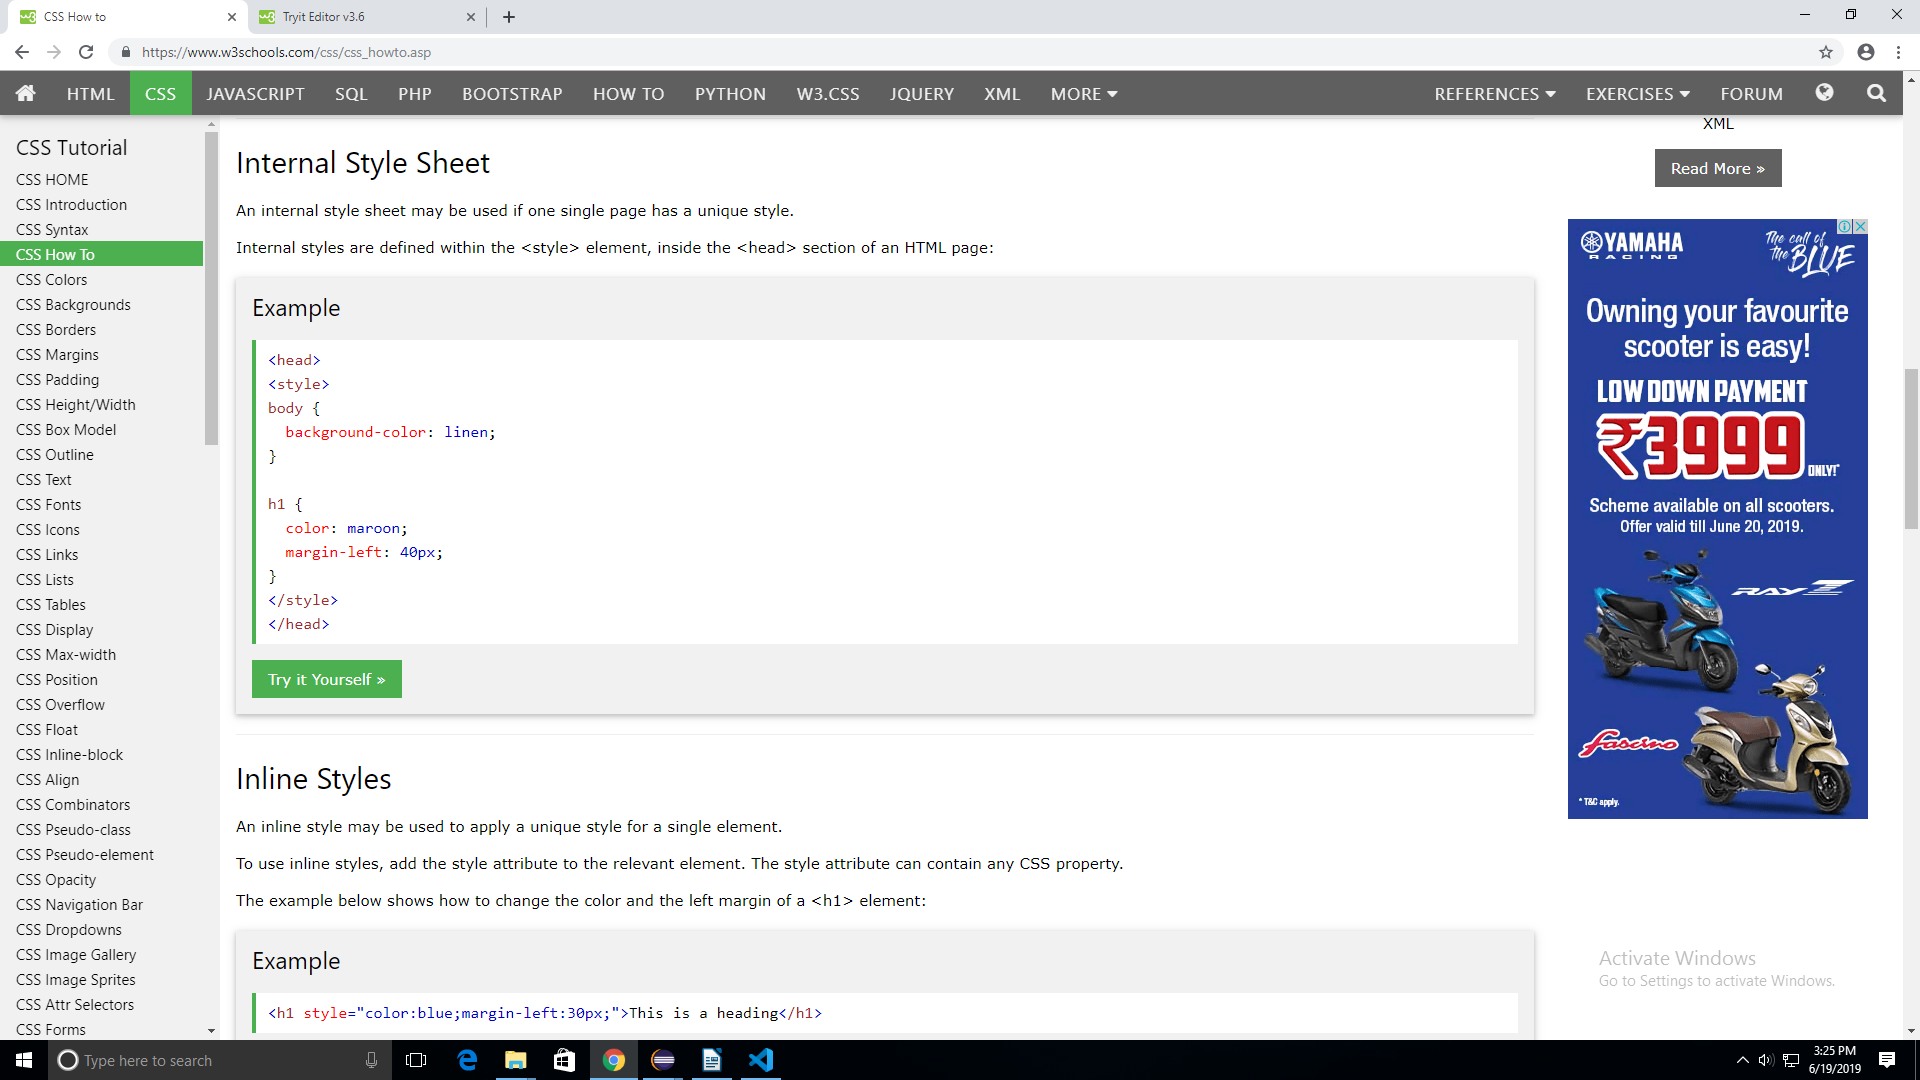 CSS How to
Tryit Editor v3.6
https://www.w3schools.com/css/css_howto.asp
HTML CSS JAVASCRIPT SQL PHP BOOTSTRAP HOW TO PYTHON W3.CSS JQUERY XML MORE REFERENCES EXERCISES FORUM
CSS Tutorial
CSS HOME
CSS Introduction
CSS Syntax
CSS How To
CSS Colors
CSS Backgrounds
CSS Borders
CSS Margins
CSS Padding
CSS Height/Width
CSS Box Model
CSS Outline
CSS Text
CSS Fonts
CSS Icons
CSS Links
CSS Lists
CSS Tables
CSS Display
CSS Max-width
CSS Position
CSS Overflow
CSS Float
CSS Inline-block
CSS Align
CSS Combinators
CSS Pseudo-class
CSS Pseudo-element
CSS Opacity
CSS Navigation Bar
CSS Dropdowns
CSS Image Gallery
CSS Image Sprites
CSS Attr Selectors
CSS Forms
Internal Style Sheet
An internal style sheet may be used if one single page has a unique style.
Internal styles are defined within the <style> element, inside the <head> section of an HTML page:
Example
<head>
<style>
body {
  background-color: linen;
}
h1 {
  color: maroon;
  margin-left: 40px;
}
</style>
</head>
Try it Yourself »
Inline Styles
An inline style may be used to apply a unique style for a single element.
To use inline styles, add the style attribute to the relevant element. The style attribute can contain any CSS property.
The example below shows how to change the color and the left margin of a <h1> element:
Example
<h1 style="color:blue;margin-left:30px;">This is a heading</h1>
XML
Read More »
YAMAHA
RACING
The call of
the BLUE
Owning your favourite
scooter is easy!
LOW DOWN PAYMENT
₹3999
ONLY!*
Scheme available on all scooters.
Offer valid till June 20, 2019.
RAY Z
Fascino
* T&C apply.
Activate Windows
Go to Settings to activate Windows.
Type here to search
3:25 PM
6/19/2019